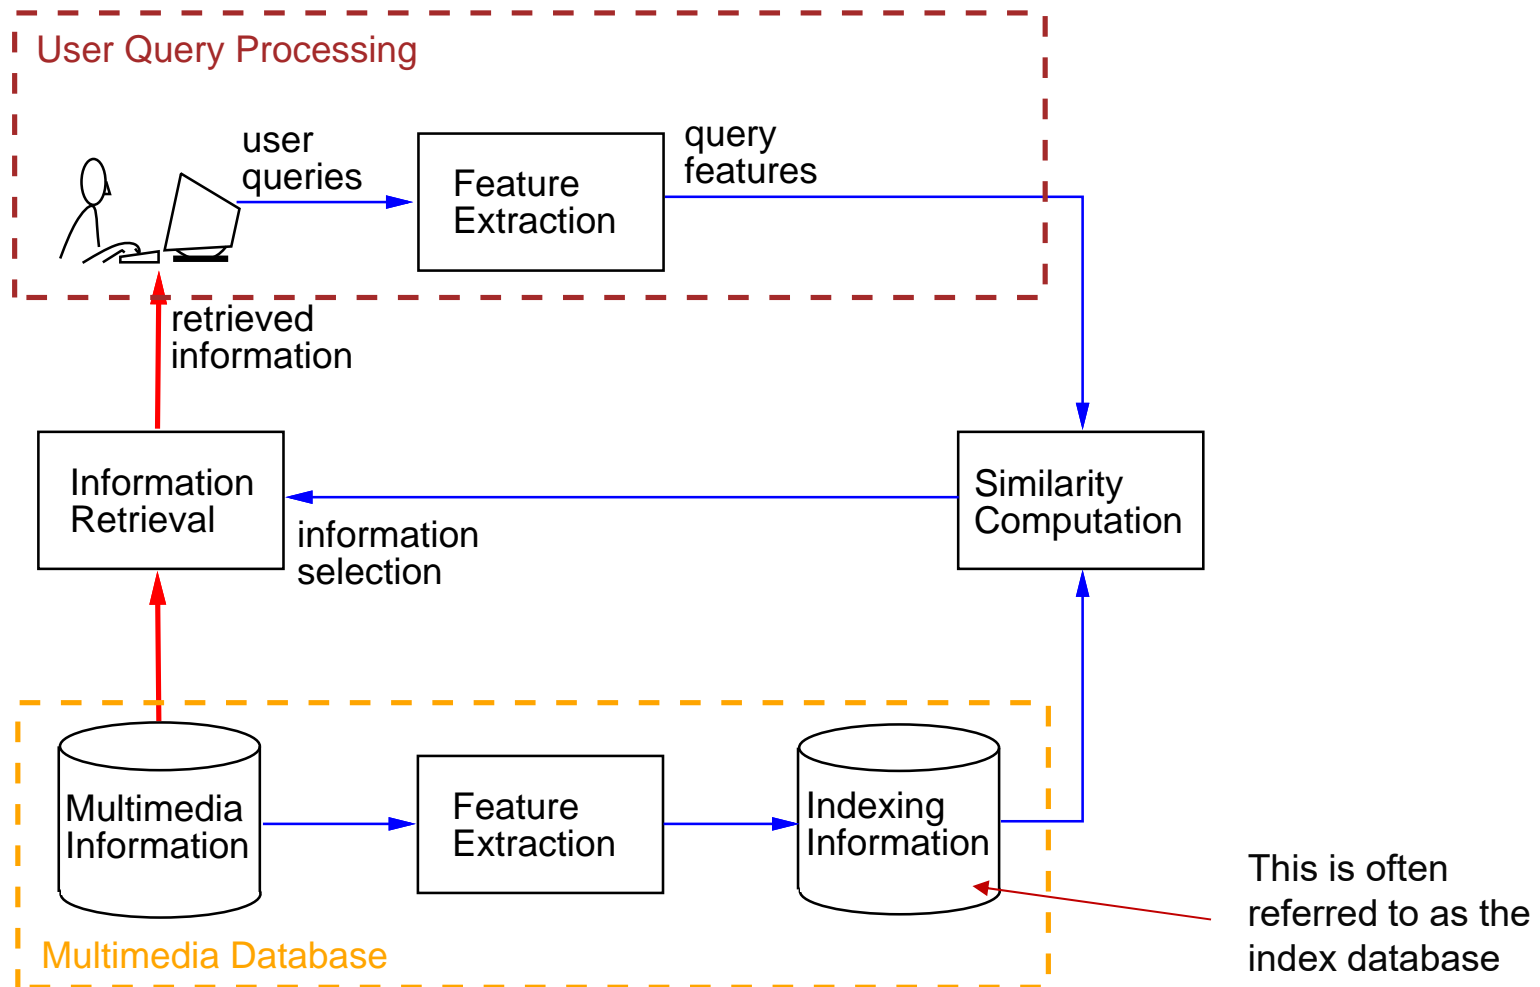 User Query Processing
user
queries
Feature
Extraction
query
features
retrieved
information
Information
Retrieval
information
selection
Similarity
Computation
Multimedia
Information
Feature
Extraction
Indexing
Information
Multimedia Database
This is often
referred to as the
index database